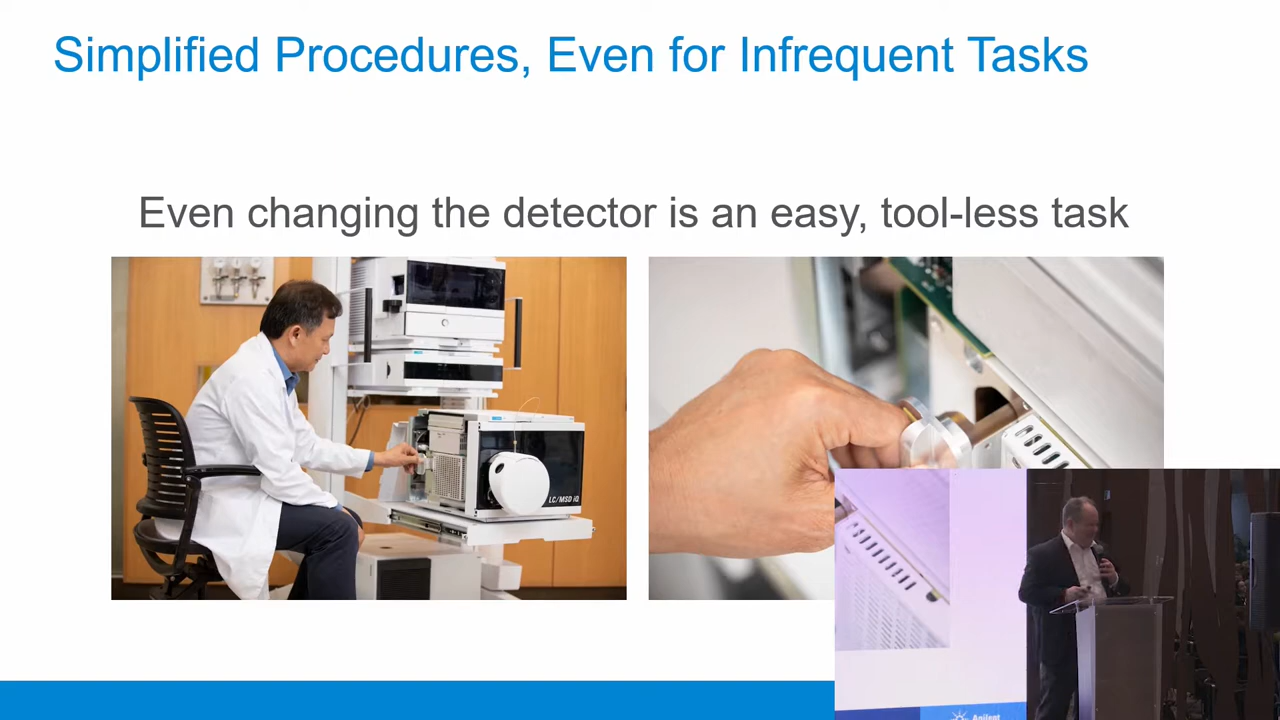 Simplified Procedures, Even for Infrequent Tasks
Even changing the detector is an easy, tool-less task
LC/MSD iQ
Agilent